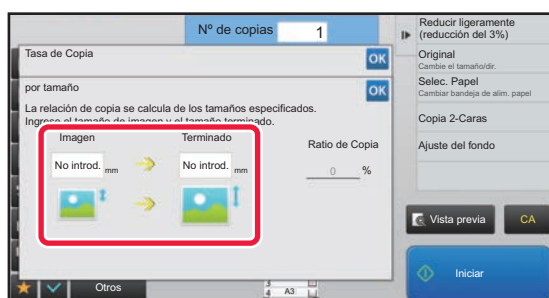 Nº de copias 1
Tasa de Copia OK
por tamaño OK
La relación de copia se calcula de los tamaños especificados.
Ingrese el tamaño de imagen y el tamaño terminado.
Imagen Terminado Ratio de Copia
No introd. mm No introd. mm 0 %
Otros
A3
Reducir ligeramente
(reducción del 3%)
Original
Cambie el tamaño/dir.
Selec. Papel
Cambiar bandeja de alim. papel
Copia 2-Caras
Ajuste del fondo
Vista previa CA
Iniciar